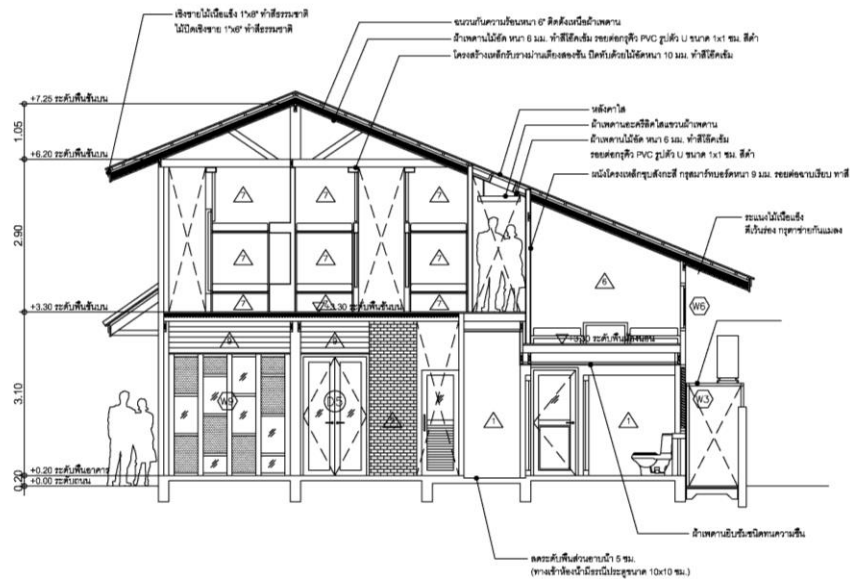 เชิงชายไม้เนื้อแข็ง 1"x8" ทำสีธรรมชาติ
ไม้ปิดเชิงชาย 1"x6" ทำสีธรรมชาติ
ฉนวนกันความร้อนหนา 6" ติดตั้งเหนือฝ้าเพดาน
ฝ้าเพดานไม้อัด หนา 6 มม. ทำสีโอ๊คเข้ม รอยต่อกรุคิ้ว PVC รูปตัว U ขนาด 1x1 ซม. สีดำ
โครงสร้างเหล็กรับรางม่านเตียงสองชั้น ปิดทับด้วยไม้อัดหนา 10 มม. ทำสีโอ๊คเข้ม
+7.25 ระดับพื้นชั้นบน
หลังคาใส
ฝ้าเพดานอะคริลิคใสแขวนฝ้าเพดาน
ฝ้าเพดานไม้อัด หนา 6 มม. ทำสีโอ๊คเข้ม
รอยต่อกรุคิ้ว PVC รูปตัว U ขนาด 1x1 ซม. สีดำ
1.05
+6.20 ระดับพื้นชั้นบน
ผนังโครงเหล็กชุบสังกะสี กรุสมาร์ทบอร์ดหนา 9 มม. รอยต่อฉาบเรียบ ทาสี
7 7 7
ระแนงไม้เนื้อแข็ง
ตีเว้นร่อง กรุตาข่ายกันแมลง
2.90
7 7 7
6
7 7
+3.30 ระดับพื้นชั้นบน
3.30 ระดับพื้นชั้นบน
W6
9 9
3.10
W9
D5
W3
1 1
+0.20 ระดับพื้นอาคาร
0.20
+0.00 ระดับถนน
ฝ้าเพดานยิบซั่มชนิดทนความชื้น
ลดระดับพื้นส่วนอาบน้ำ 5 ซม.
(ทางเข้าห้องน้ำมีธรณีประตูขนาด 10x10 ซม.)